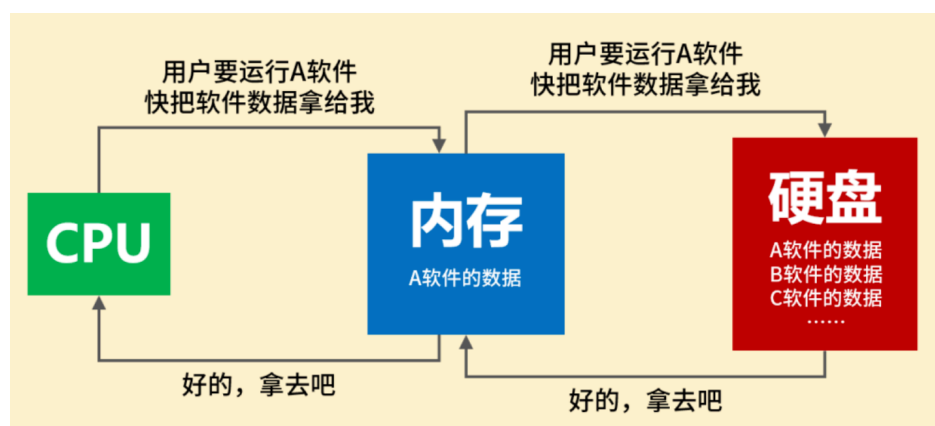 用户要运行A软件
快把软件数据拿给我
用户要运行A软件
快把软件数据拿给我
CPU
内存
A软件的数据
硬盘
A软件的数据
B软件的数据
C软件的数据
……
好的，拿去吧
好的，拿去吧